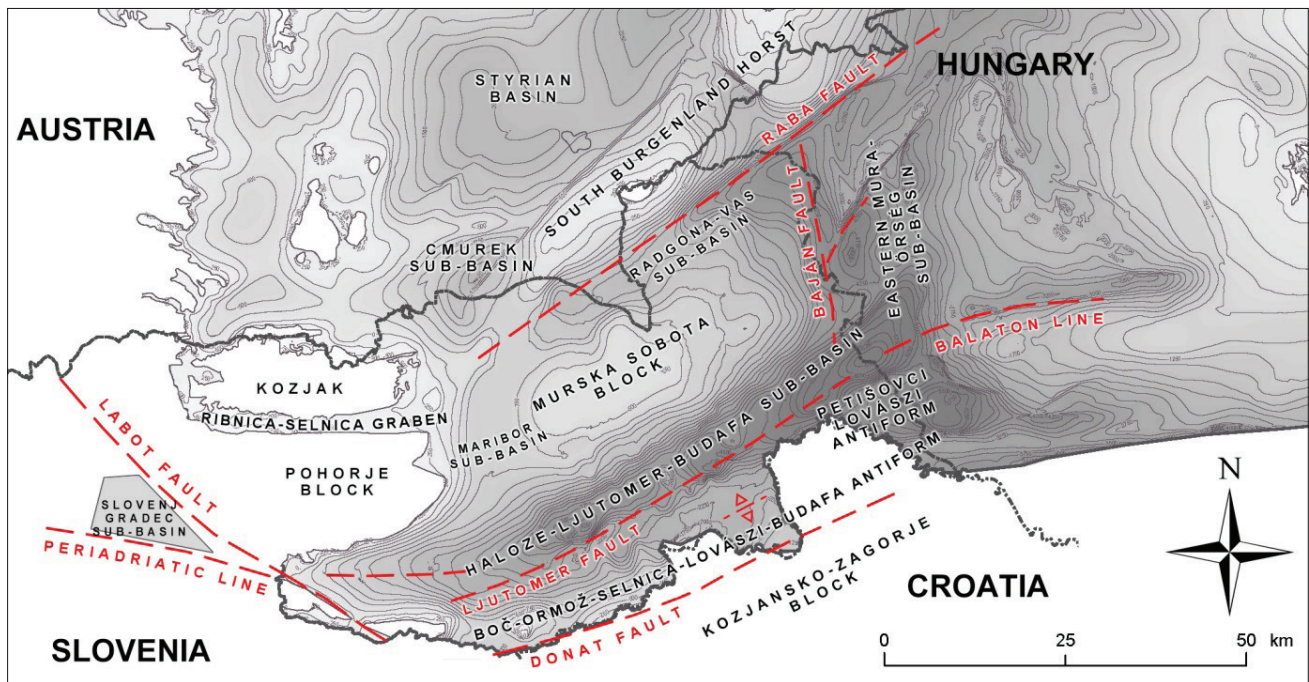 HUNGARY
STYRIAN
BASIN
AUSTRIA
SOUTH BURGENLAND HORST
RABA FAULT
CMUREK
SUB-BASIN
RADGONA-VAS
SUB-BASIN
BAJÁN FAULT
EASTERN MURA-
ÖRSÉG
SUB-BASIN
BALATON LINE
MURSKA SOBOTA
BLOCK
KOZJAK
RIBNICA-SELNICA GRABEN
MARIBOR
SUB-BASIN
POHORJE
BLOCK
LABOT FAULT
SLOVENJ
GRADEC
SUB-BASIN
PERIADRIATIC LINE
HALOZE-LJUTOMER-BUDAFA SUB-BASIN
PETIŠOVCI
LOVÁSZI
ANTIFORM
LJUTOMER FAULT
BOČ-ORMOŽ-SELNICA-LOVÁSZI-BUDAFA ANTIFORM
DONAT FAULT
KOZJANSKO-ZAGORJE
BLOCK
CROATIA
SLOVENIA
N
0 25 50 km